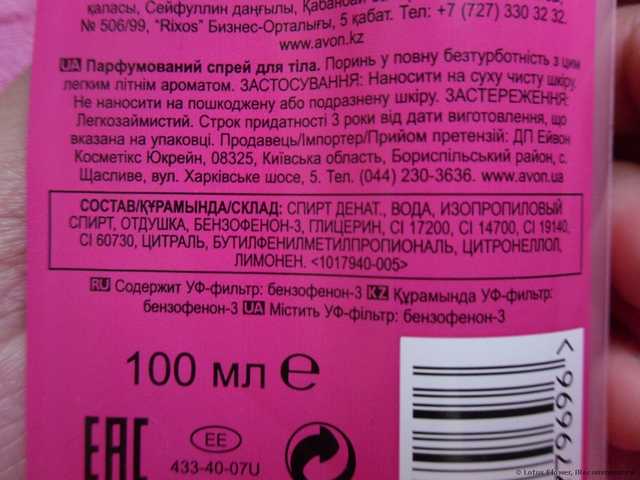 қаласы, Сейфуллин даңғылы,
№ 506/99, "Rixos" Бизнес-Орталығы, 5 қабат. Тел: +7 (727) 330 32 32.
www.avon.kz
UA Парфумований спрей для тіла. Поринь у повну безтурботність з цим
легким літнім ароматом. ЗАСТОСУВАННЯ: Наносити на суху чисту шкіру.
Не наносити на пошкоджену або подразнену шкіру. ЗАСТЕРЕЖЕННЯ:
Легкозаймистий. Строк придатності 3 роки від дати виготовлення, що
вказана на упаковці. Продавець/Імпортер/Прийом претензій: ДП Ейвон
Косметікс Юкрейн, 08325, Київська область, Бориспільський район, с.
Щасливе, вул. Харківське шосе, 5. Тел. (044) 230-3636. www.avon.ua
СОСТАВ/ҚҰРАМЫНДА/СКЛАД: СПИРТ ДЕНАТ., ВОДА, ИЗОПРОПИЛОВЫЙ
СПИРТ, ОТДУШКА, БЕНЗОФЕНОН-3, ГЛИЦЕРИН, CI 17200, CI 14700, CI 19140,
CI 60730, ЦИТРАЛЬ, БУТИЛФЕНИЛМЕТИЛПРОПИОНАЛЬ, ЦИТРОНЕЛЛОЛ,
ЛИМОНЕН. <1017940-005>
RU Содержит УФ-фильтр: бензофенон-3 KZ Құрамында УФ-фильтр:
бензофенон-3 UA Містить УФ-фільтр: бензофенон-3
100 мл e
EAC
EE
433-40-07U
79696 >
© Lotus Flower, IRecommend.ru